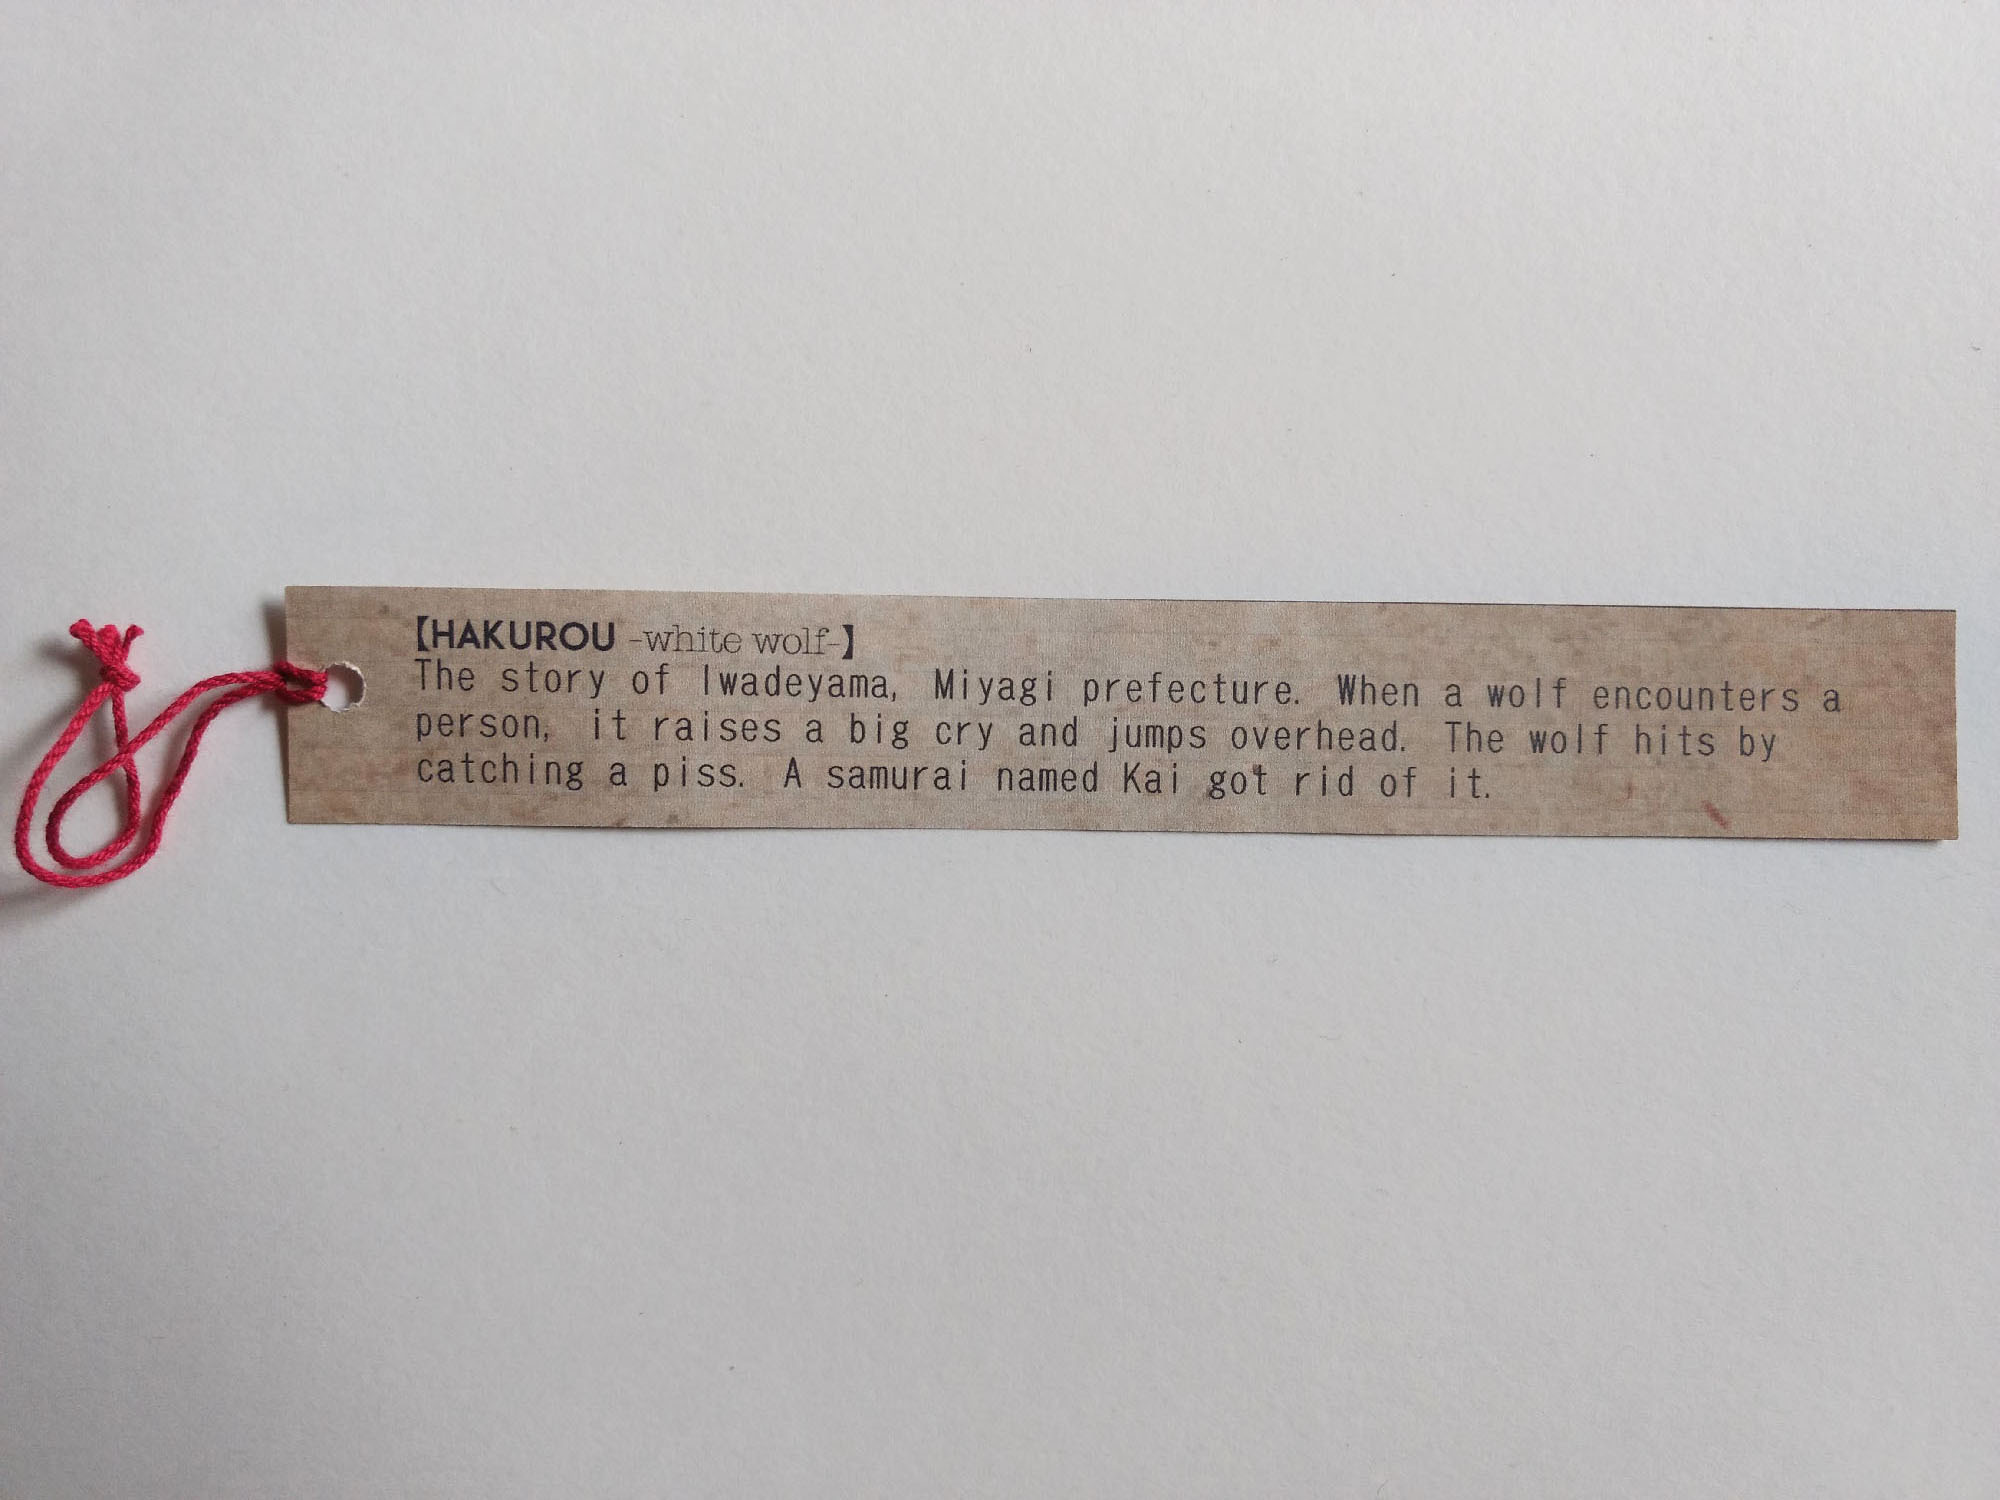 【HAKUROU -white wolf-】
The story of Iwadeyama, Miyagi prefecture. When a wolf encounters a
person, it raises a big cry and jumps overhead. The wolf hits by
catching a piss. A samurai named Kai got rid of it.